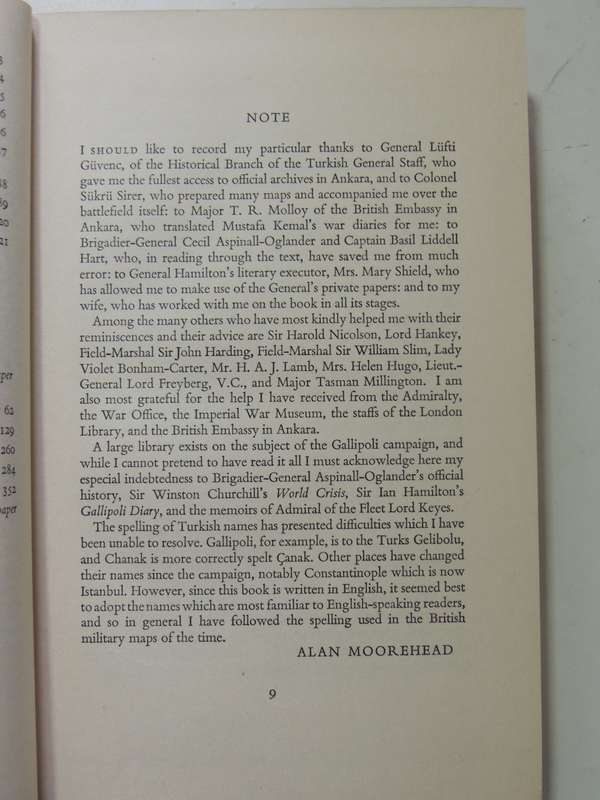 NOTE
I SHOULD like to record my particular thanks to General Lüfti
Güvenc, of the Historical Branch of the Turkish General Staff, who
gave me the fullest access to official archives in Ankara, and to Colonel
Sükrü Sirer, who prepared many maps and accompanied me over the
battlefield itself: to Major T. R. Molloy of the British Embassy in
Ankara, who translated Mustafa Kemal's war diaries for me: to
Brigadier-General Cecil Aspinall-Oglander and Captain Basil Liddell
Hart, who, in reading through the text, have saved me from much
error: to General Hamilton's literary executor, Mrs. Mary Shield, who
has allowed me to make use of the General's private papers: and to my
wife, who has worked with me on the book in all its stages.
Among the many others who have most kindly helped me with their
reminiscences and their advice are Sir Harold Nicolson, Lord Hankey,
Field-Marshal Sir John Harding, Field-Marshal Sir William Slim, Lady
Violet Bonham-Carter, Mr. H. A. J. Lamb, Mrs. Helen Hugo, Lieut.-
General Lord Freyberg, V.C., and Major Tasman Millington. I am
also most grateful for the help I have received from the Admiralty,
the War Office, the Imperial War Museum, the staffs of the London
Library, and the British Embassy in Ankara.
A large library exists on the subject of the Gallipoli campaign, and
while I cannot pretend to have read it all I must acknowledge here my
especial indebtedness to Brigadier-General Aspinall-Oglander's official
history, Sir Winston Churchill's World Crisis, Sir Ian Hamilton's
Gallipoli Diary, and the memoirs of Admiral of the Fleet Lord Keyes.
The spelling of Turkish names has presented difficulties which I have
been unable to resolve. Gallipoli, for example, is to the Turks Gelibolu,
and Chanak is more correctly spelt Çanak. Other places have changed
their names since the campaign, notably Constantinople which is now
Istanbul. However, since this book is written in English, it seemed best
to adopt the names which are most familiar to English-speaking readers,
and so in general I have followed the spelling used in the British
military maps of the time.
ALAN MOOREHEAD
9
62
129
260
284
352